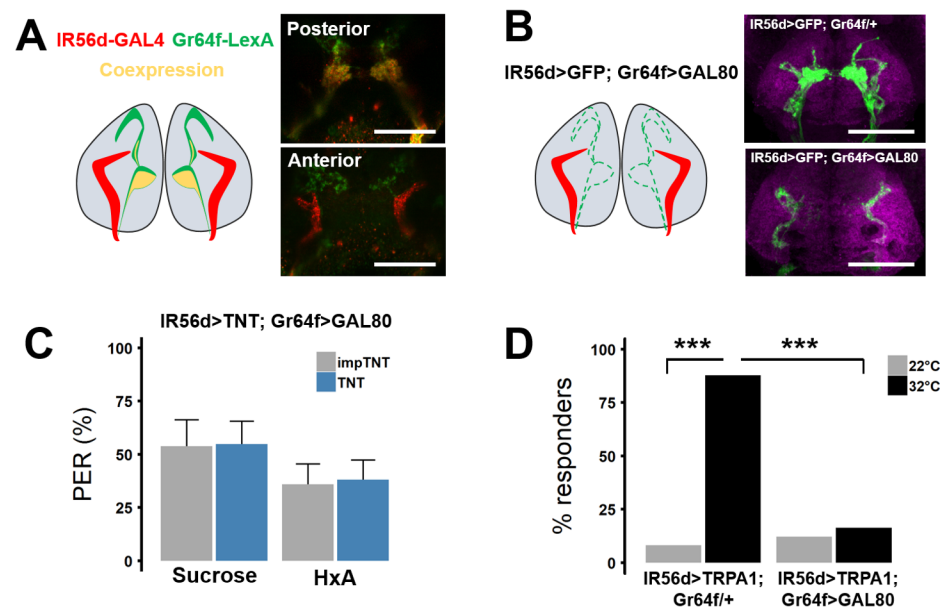 A
IR56d-GAL4 Gr64f-LexA
Coexpression
Posterior
Anterior
B
IR56d>GFP; Gr64f>GAL80
IR56d>GFP; Gr64f/+
IR56d>GFP; Gr64f>GAL80
C
IR56d>TNT; Gr64f>GAL80
PER (%)
100
75
50
25
0
impTNT
TNT
Sucrose
HxA
D
% responders
100
75
50
25
0
***
***
22°C
32°C
IR56d>TRPA1;
Gr64f/+
IR56d>TRPA1;
Gr64f>GAL80